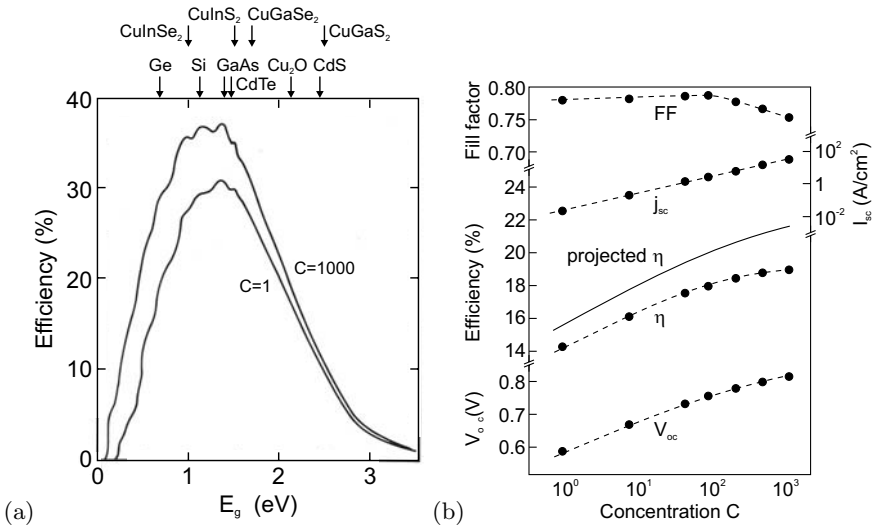 CuInS₂ CuGaSe₂
CuInSe₂ CuGaS₂
Ge Si GaAs Cu₂O CdS
CdTe
40
30
20
10
0
Efficiency (%)
C=1000
C=1
0 1 2 3
E_g (eV)
(a)
0.80
0.75
0.70
Fill factor
FF
24
22
20
18
16
14
Efficiency (%)
j_sc
projected η
η
0.8
0.7
0.6
V_oc(V)
V_oc
10²
1
10⁻²
I_sc (A/cm²)
10⁰ 10¹ 10² 10³
Concentration C
(b)